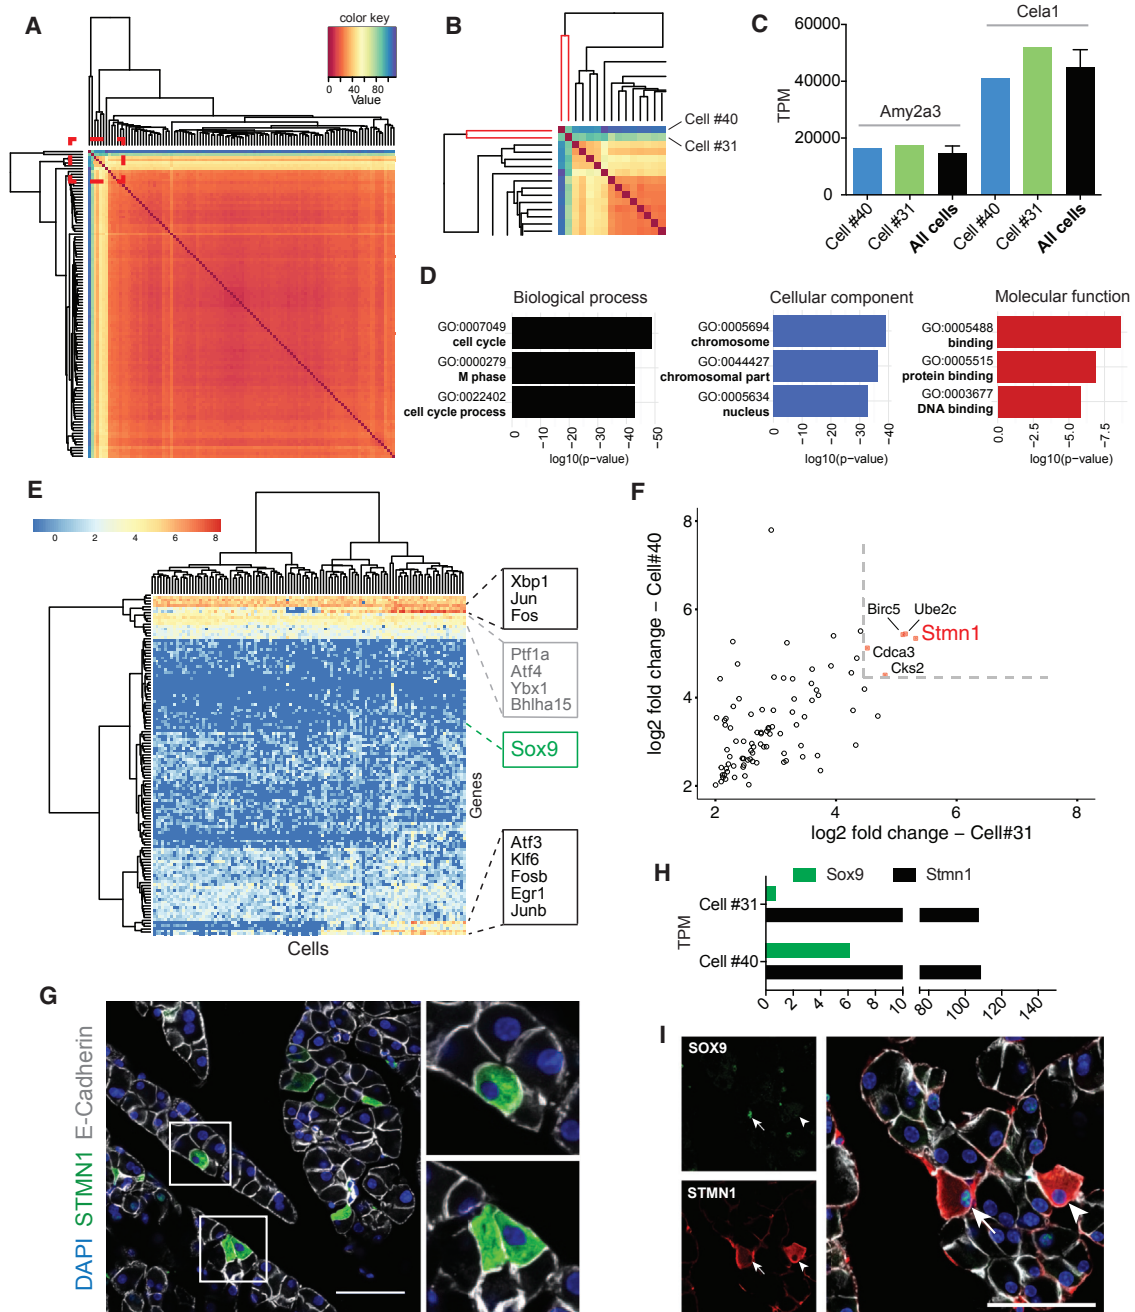 A
color key
0 40 80
Value
B
Cell #40
Cell #31
C
Cela1
60000
40000
20000
0
TPM
Amy2a3
Cell #40
Cell #31
All cells
Cell #40
Cell #31
All cells
D
Biological process
GO:0007049
cell cycle
GO:0000279
M phase
GO:0022402
cell cycle process
0 −10 −20 −30 −40 −50
log10(p−value)
Cellular component
GO:0005694
chromosome
GO:0044427
chromosomal part
GO:0005634
nucleus
0 −10 −20 −30 −40
log10(p−value)
Molecular function
GO:0005488
binding
GO:0005515
protein binding
GO:0003677
DNA binding
0.0 −2.5 −5.0 −7.5
log10(p−value)
E
0 2 4 6 8
Xbp1
Jun
Fos
Ptf1a
Atf4
Ybx1
Bhlha15
Sox9
Genes
Atf3
Klf6
Fosb
Egr1
Junb
Cells
F
log2 fold change − Cell#40
8
6
4
2
Birc5
Ube2c
Stmn1
Cdca3
Cks2
2 4 6 8
log2 fold change − Cell#31
H
Sox9
Stmn1
Cell #31
TPM
Cell #40
0 2 4 6 8 10 80 100 120 140
G
DAPI STMN1 E-Cadherin
I
SOX9
STMN1